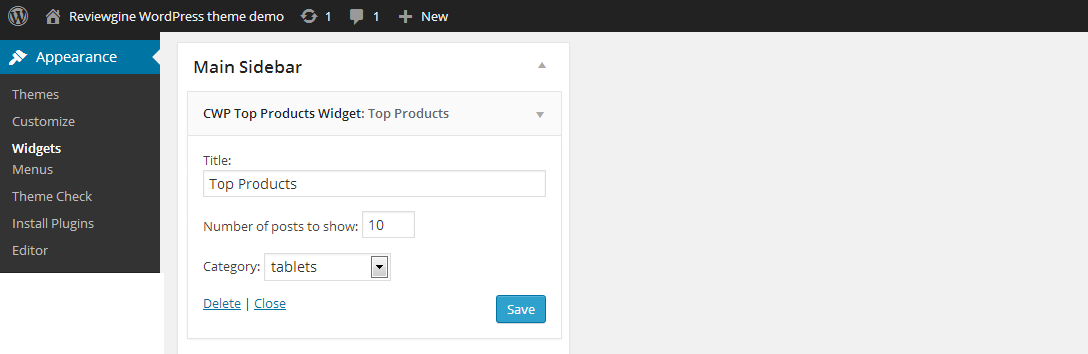 Reviewgine WordPress theme demo 1 1 New
Appearance
Themes
Customize
Widgets
Menus
Theme Check
Install Plugins
Editor
Main Sidebar
CWP Top Products Widget: Top Products
Title:
Top Products
Number of posts to show: 10
Category: tablets
Delete | Close
Save